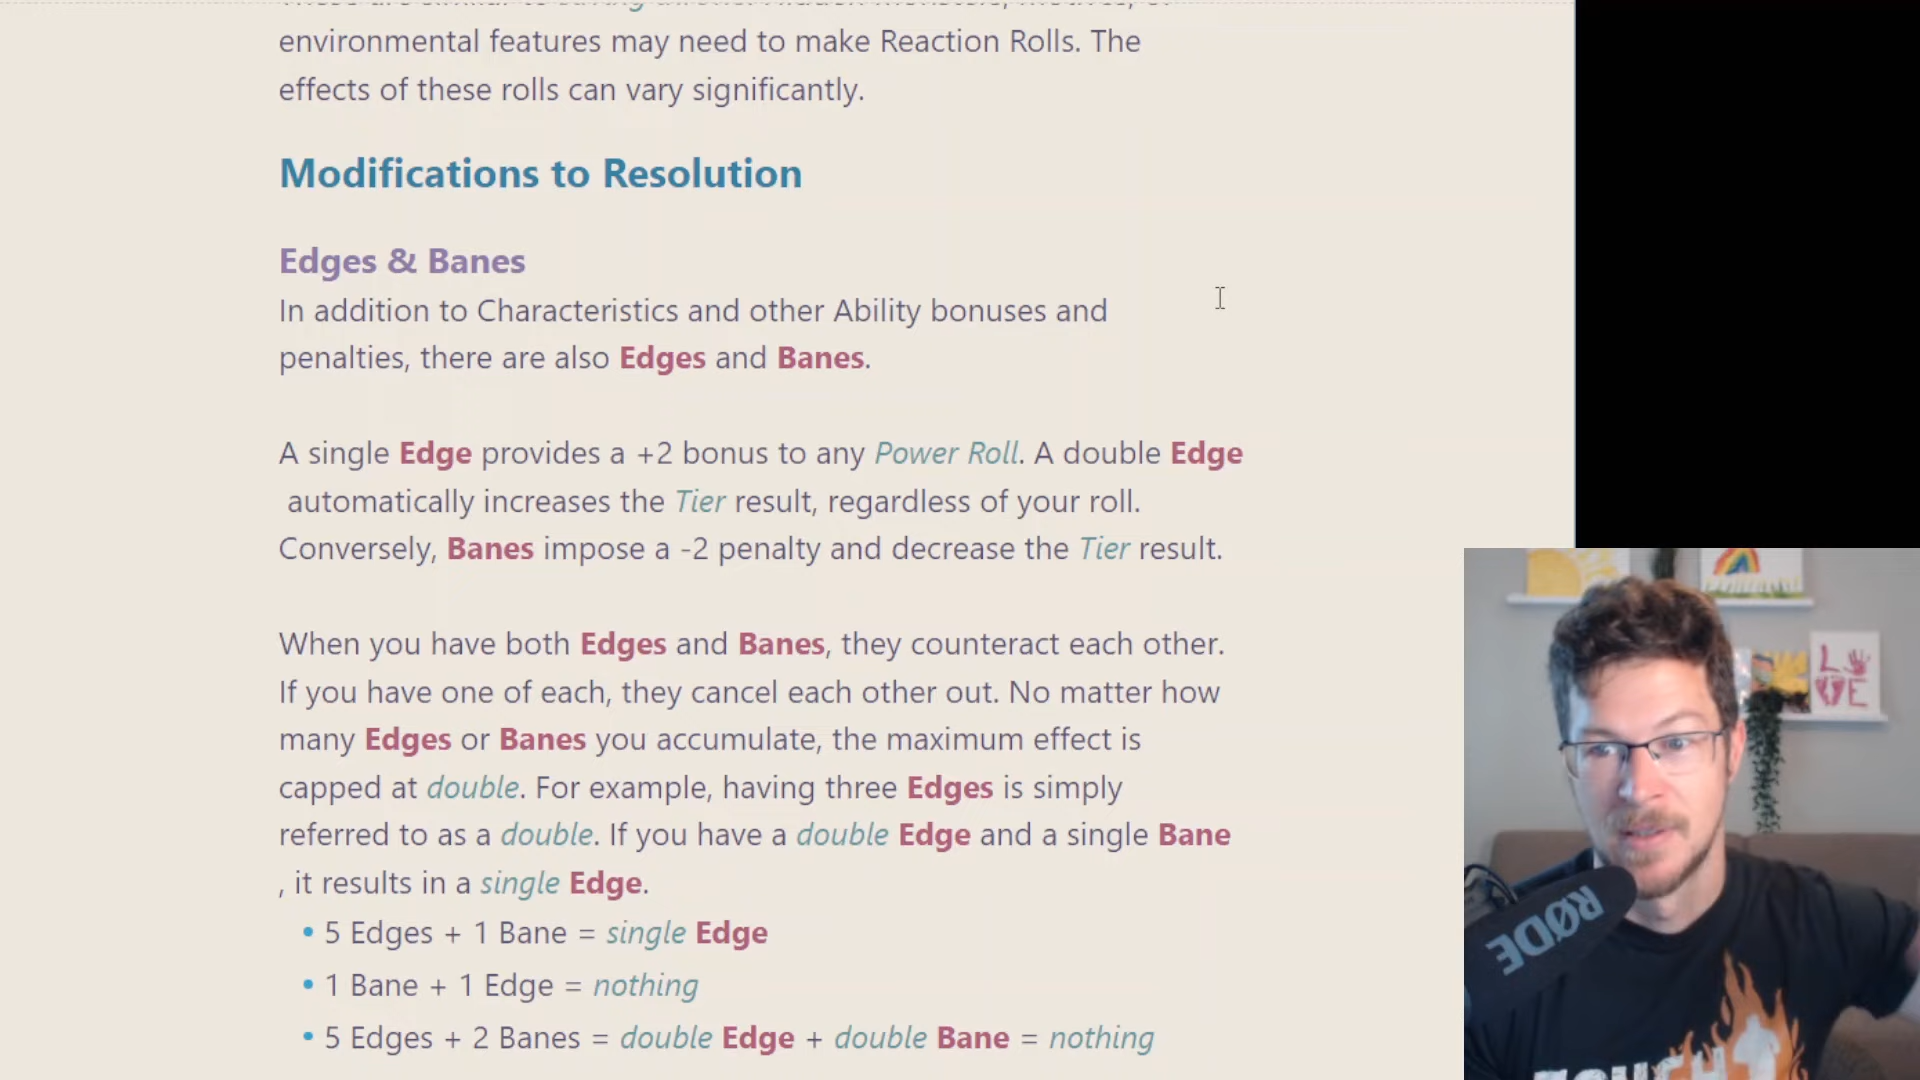 environmental features may need to make Reaction Rolls. The
effects of these rolls can vary significantly.
Modifications to Resolution
Edges & Banes
In addition to Characteristics and other Ability bonuses and
penalties, there are also Edges and Banes.
A single Edge provides a +2 bonus to any Power Roll. A double Edge
automatically increases the Tier result, regardless of your roll.
Conversely, Banes impose a -2 penalty and decrease the Tier result.
When you have both Edges and Banes, they counteract each other.
If you have one of each, they cancel each other out. No matter how
many Edges or Banes you accumulate, the maximum effect is
capped at double. For example, having three Edges is simply
referred to as a double. If you have a double Edge and a single Bane
, it results in a single Edge.
• 5 Edges + 1 Bane = single Edge
• 1 Bane + 1 Edge = nothing
• 5 Edges + 2 Banes = double Edge + double Bane = nothing
RØDE